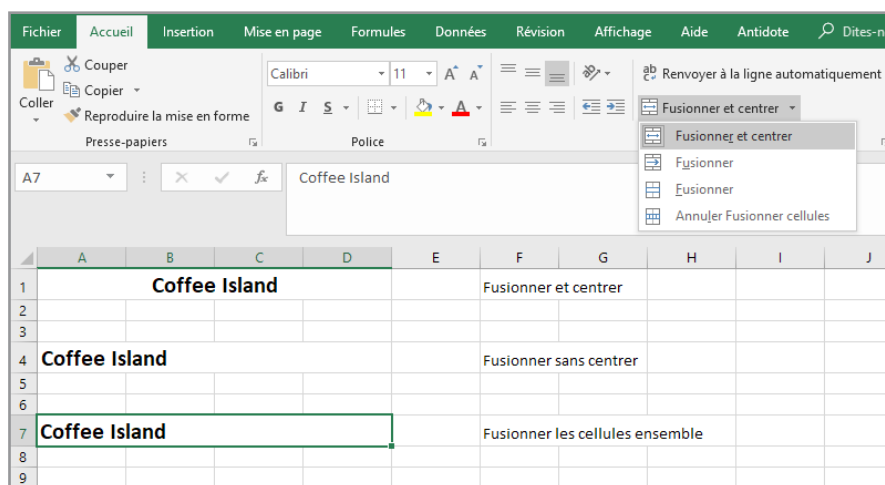 Fichier Accueil Insertion Mise en page Formules Données Révision Affichage Aide Antidote Dites-n
Couper
Copier
Coller
Reproduire la mise en forme
Presse-papiers
Calibri 11 A A
G I S A
Police
ab Renvoyer à la ligne automatiquement
Fusionner et centrer
Fusionner et centrer
Fusionner
Fusionner
Annuler Fusionner cellules
A7 fx Coffee Island
A B C D E F G H I J
1 Coffee Island Fusionner et centrer
2
3
4 Coffee Island Fusionner sans centrer
5
6
7 Coffee Island Fusionner les cellules ensemble
8
9